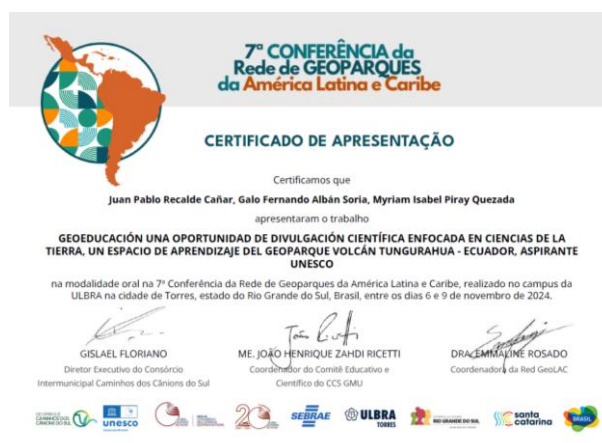 7ª CONFERÊNCIA da
Rede de GEOPARQUES
da América Latina e Caribe
CERTIFICADO DE APRESENTAÇÃO
Certificamos que
Juan Pablo Recalde Cañar, Galo Fernando Albán Soria, Myriam Isabel Piray Quezada
apresentaram o trabalho
GEOEDUCACIÓN UNA OPORTUNIDAD DE DIVULGACIÓN CIENTÍFICA ENFOCADA EN CIENCIAS DE LA
TIERRA, UN ESPACIO DE APRENDIZAJE DEL GEOPARQUE VOLCÁN TUNGURAHUA - ECUADOR, ASPIRANTE
UNESCO
na modalidade oral na 7ª Conferência da Rede de Geoparques da América Latina e Caribe, realizado no campus da
ULBRA na cidade de Torres, estado do Rio Grande do Sul, Brasil, entre os dias 6 e 9 de novembro de 2024.
GISLAEL FLORIANO
Diretor Executivo do Consórcio
Intermunicipal Caminhos dos Cânions do Sul
ME. JOÃO HENRIQUE ZAHDI RICETTI
Coordenador do Comitê Educativo e
Científico do CCS GMU
DRA. EMMALINE ROSADO
Coordenadora da Red GeoLAC
unesco
20
SEBRAE
ULBRA
TORRES
RIO GRANDE DO SUL
santa
catarina
BRASIL